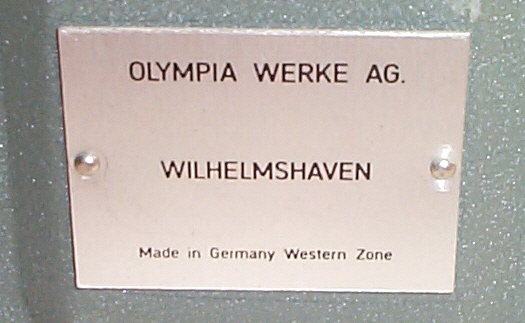 OLYMPIA WERKE AG.
WILHELMSHAVEN
Made in Germany Western Zone